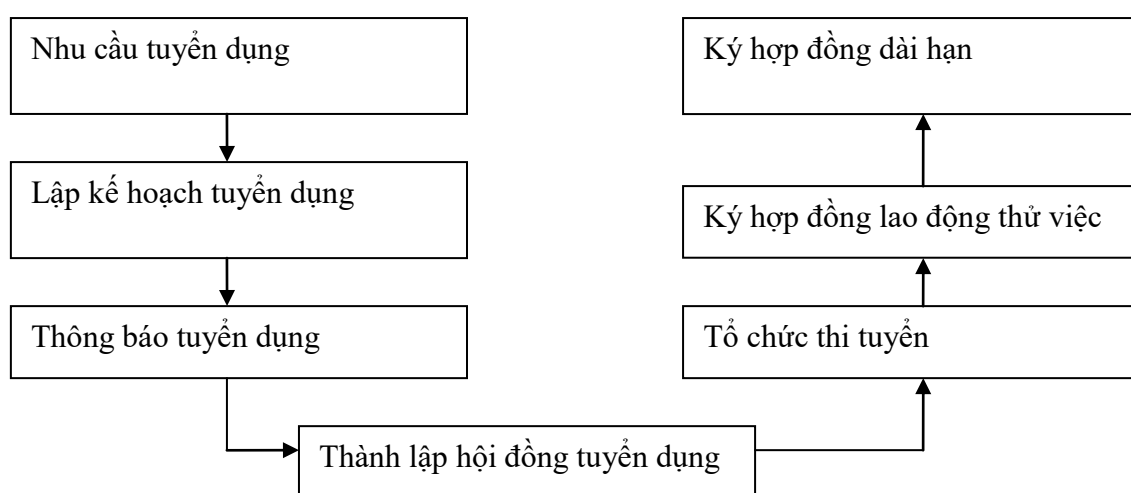 Nhu cầu tuyển dụng
Lập kế hoạch tuyển dụng
Thông báo tuyển dụng
Thành lập hội đồng tuyển dụng
Tổ chức thi tuyển
Ký hợp đồng lao động thử việc
Ký hợp đồng dài hạn